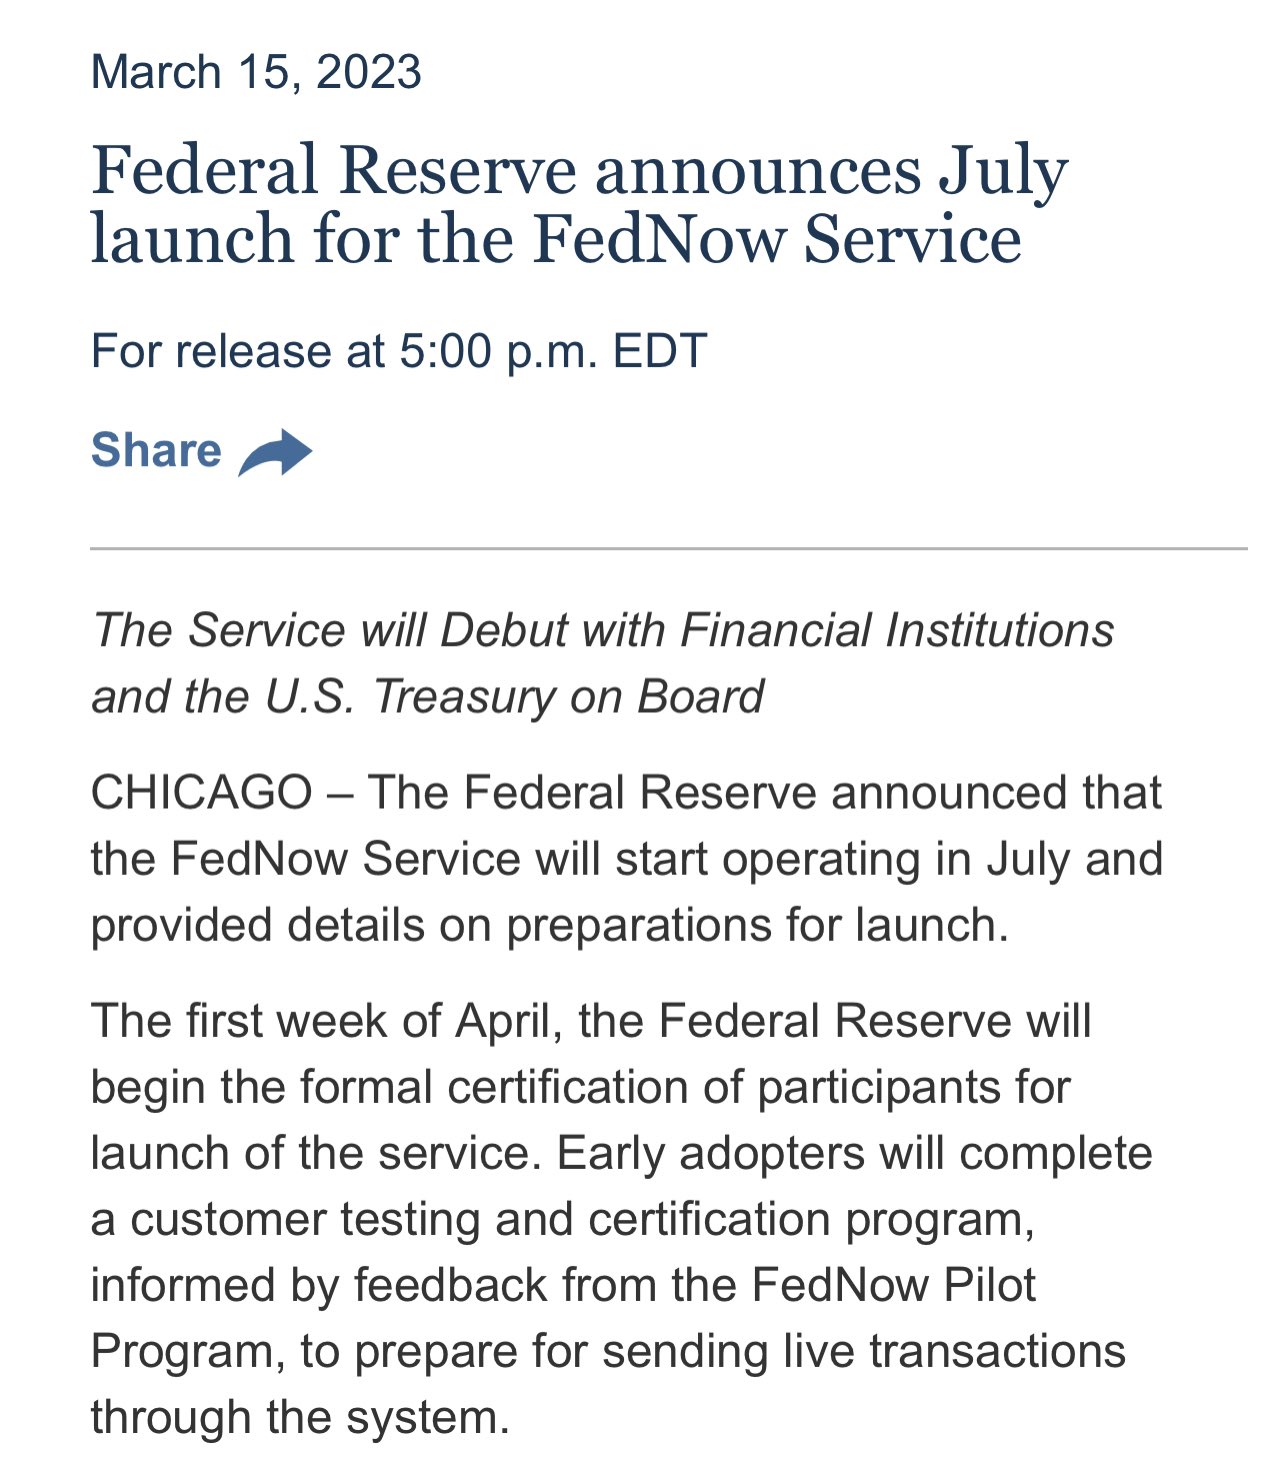 March 15, 2023
Federal Reserve announces July
launch for the FedNow Service
For release at 5:00 p.m. EDT
Share
The Service will Debut with Financial Institutions
and the U.S. Treasury on Board
CHICAGO – The Federal Reserve announced that
the FedNow Service will start operating in July and
provided details on preparations for launch.
The first week of April, the Federal Reserve will
begin the formal certification of participants for
launch of the service. Early adopters will complete
a customer testing and certification program,
informed by feedback from the FedNow Pilot
Program, to prepare for sending live transactions
through the system.